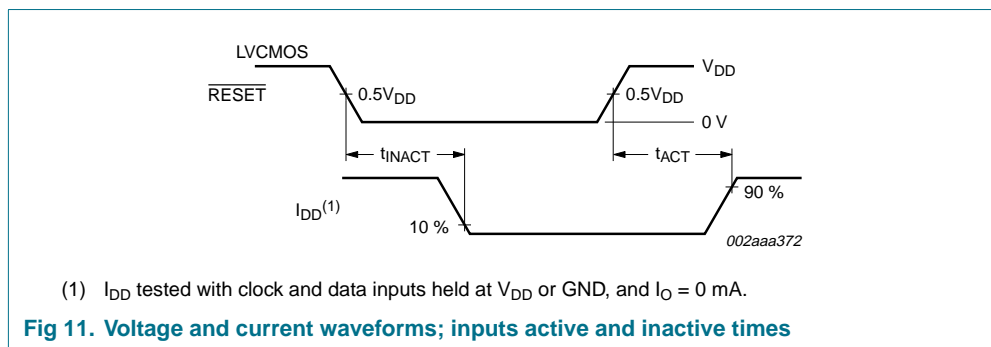 LVCMOS
RESET
0.5VDD
0.5VDD
VDD
0 V
tINACT
tACT
IDD(1)
10 %
90 %
002aaa372
(1) IDD tested with clock and data inputs held at VDD or GND, and IO = 0 mA.
Fig 11. Voltage and current waveforms; inputs active and inactive times